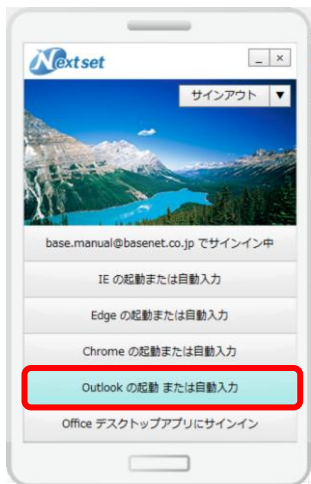 Nextset
サインアウト ▼
base.manual@basenet.co.jp でサインイン中
IE の起動または自動入力
Edge の起動または自動入力
Chrome の起動または自動入力
Outlook の起動 または自動入力
Office デスクトップアプリにサインイン